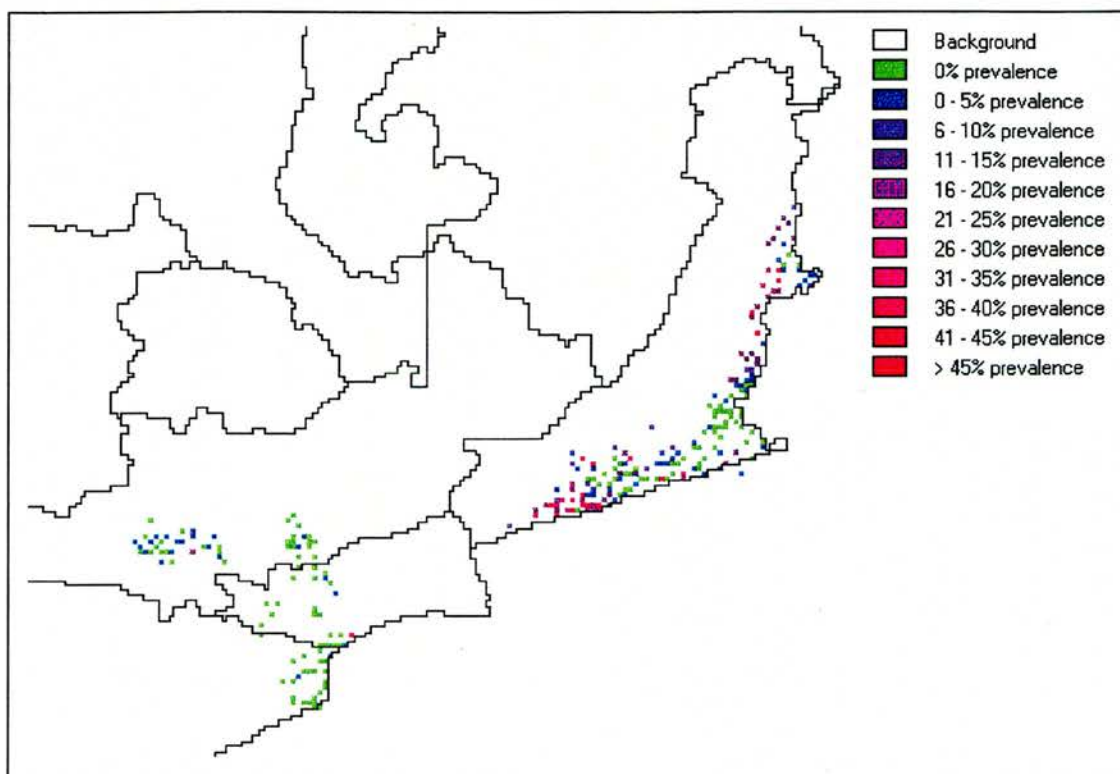 Background
0% prevalence
0 - 5% prevalence
6 - 10% prevalence
11 - 15% prevalence
16 - 20% prevalence
21 - 25% prevalence
26 - 30% prevalence
31 - 35% prevalence
36 - 40% prevalence
41 - 45% prevalence
> 45% prevalence